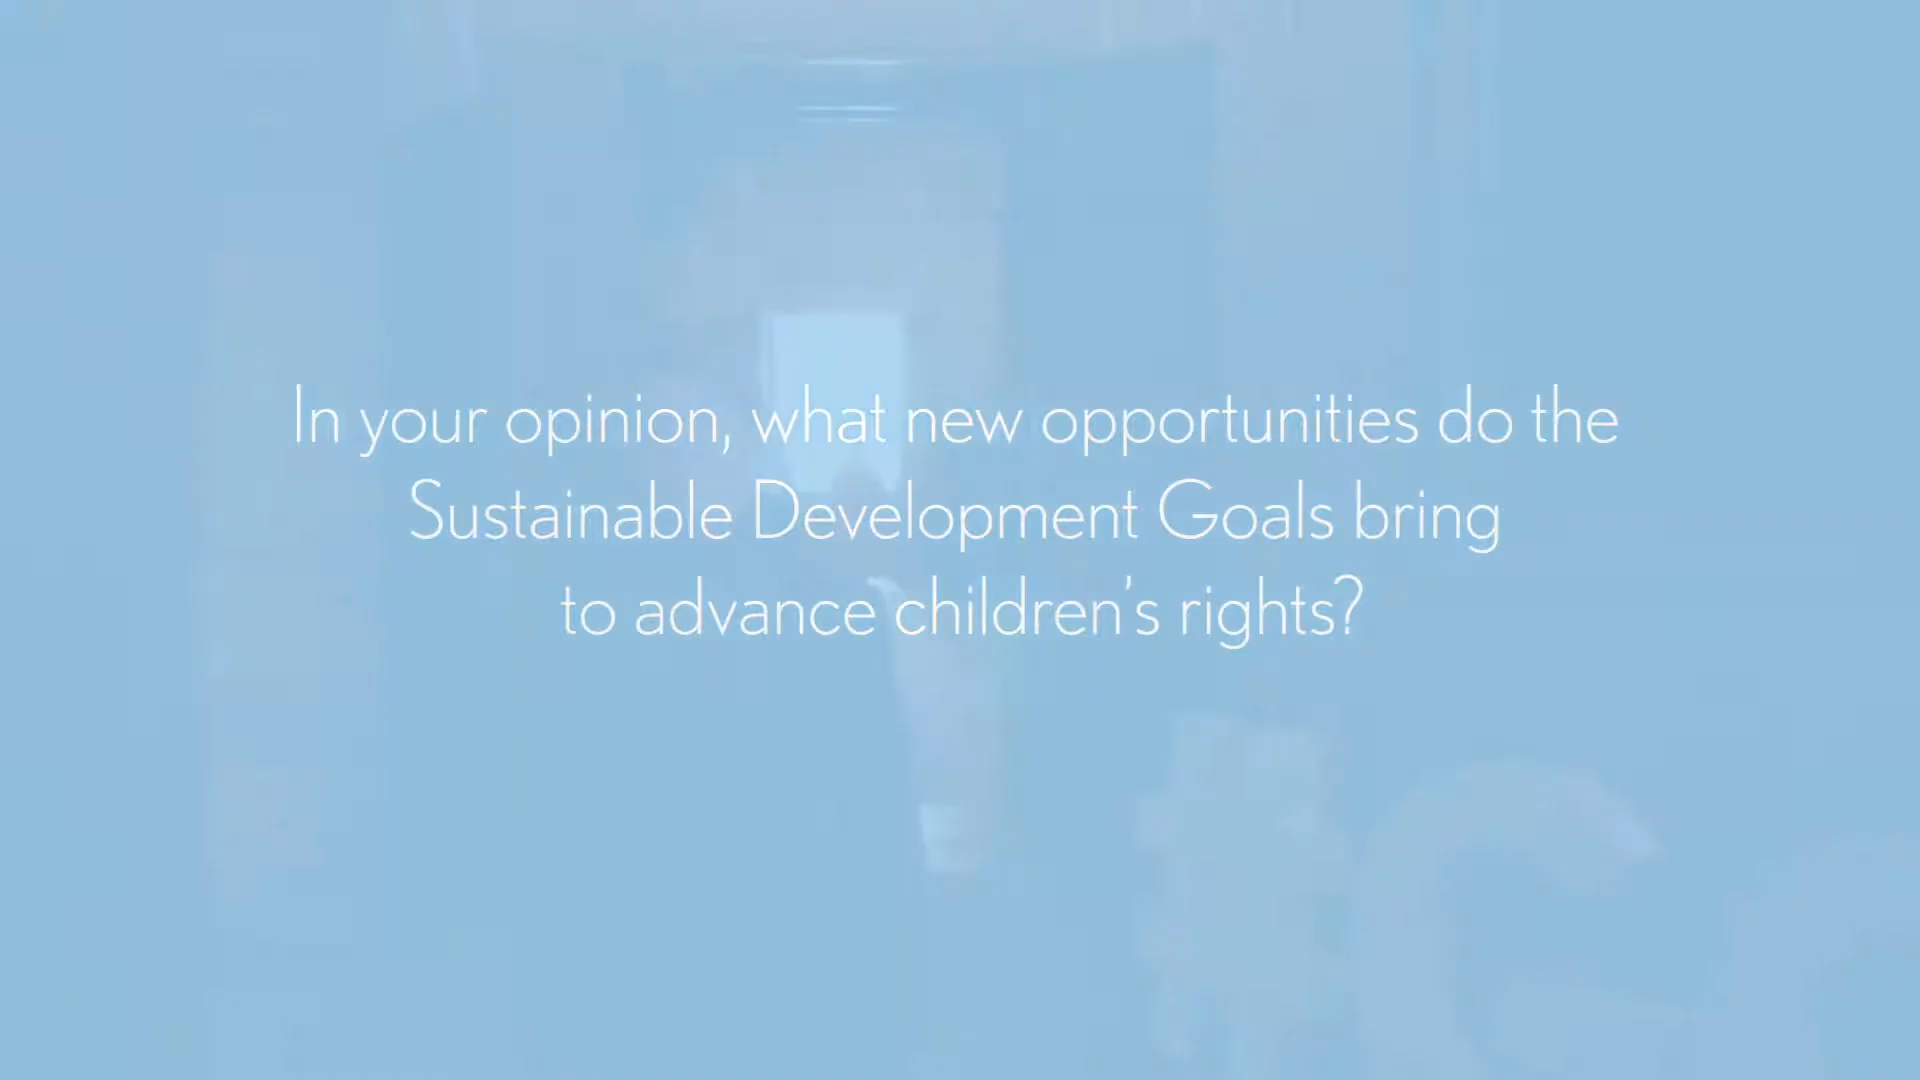 In your opinion, what new opportunities do the
Sustainable Development Goals bring
to advance children’s rights?